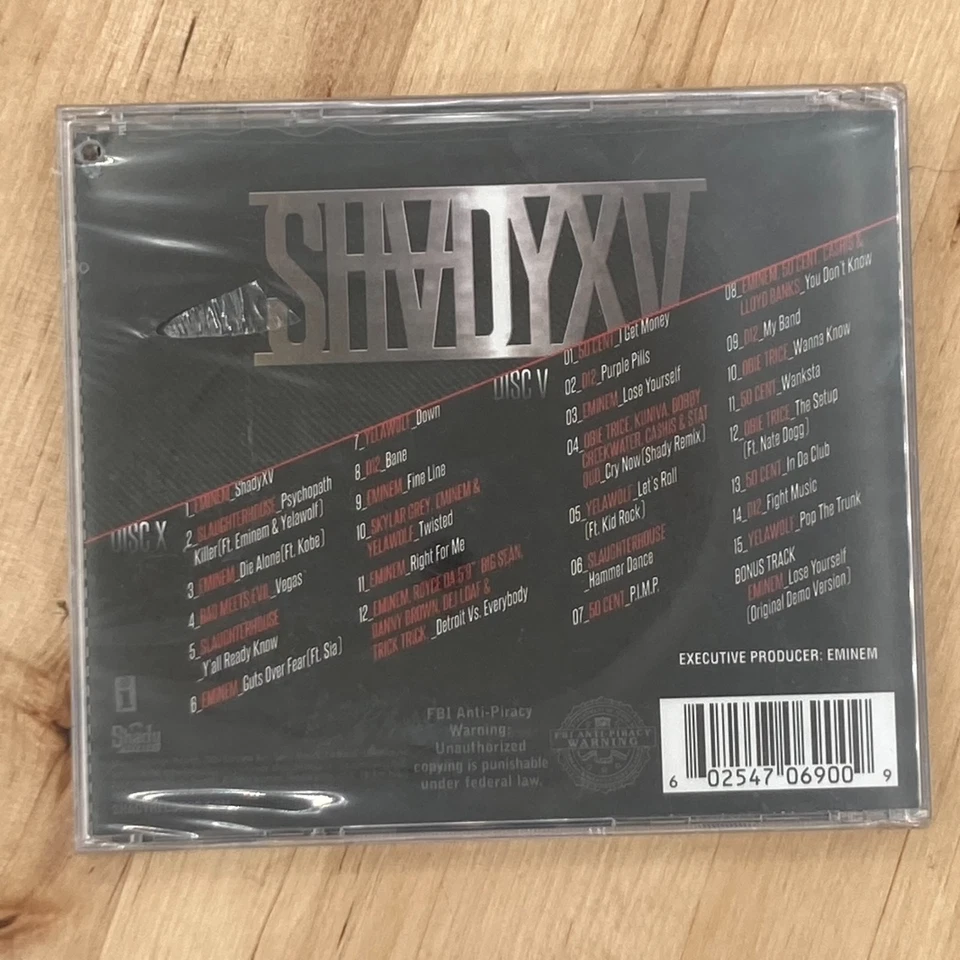 SHADYXV
DISC X
1_EMINEM_ShadyXV
2_SLAUGHTERHOUSE_Psychopath
Killer(Ft. Eminem & Yelawolf)
3_EMINEM_Die Alone(Ft. Kobe)
4_BAD MEETS EVIL_Vegas
5_SLAUGHTERHOUSE
_Y'all Ready Know
6_EMINEM_Guts Over Fear(Ft. Sia)
7_YELAWOLF_Down
8_D12_Bane
9_EMINEM_Fine Line
10_SKYLAR GREY, EMINEM &
YELAWOLF_Twisted
11_EMINEM_Right For Me
12_EMINEM, ROYCE DA 5'9", BIG SEAN,
DANNY BROWN, DEJ LOAF &
TRICK TRICK_Detroit Vs. Everybody
DISC V
01_50 CENT_I Get Money
02_D12_Purple Pills
03_EMINEM_Lose Yourself
04_OBIE TRICE, KUNIVA, BOBBY
CREEKWATER, CASHIS & STAT
QUO_Cry Now(Shady Remix)
05_YELAWOLF_Let's Roll
(Ft. Kid Rock)
06_SLAUGHTERHOUSE
_Hammer Dance
07_50 CENT_P.I.M.P.
08_EMINEM, 50 CENT, CASHIS &
LLOYD BANKS_You Don't Know
09_D12_My Band
10_OBIE TRICE_Wanna Know
11_50 CENT_Wanksta
12_OBIE TRICE_The Setup
(Ft. Nate Dogg)
13_50 CENT_In Da Club
14_D12_Fight Music
15_YELAWOLF_Pop The Trunk
BONUS TRACK
EMINEM_Lose Yourself
(Original Demo Version)
EXECUTIVE PRODUCER: EMINEM
i
Shady
RECORDS
FBI Anti-Piracy
Warning:
Unauthorized
copying is punishable
under federal law.
FBI ANTI-PIRACY
WARNING
6 02547 06900 9